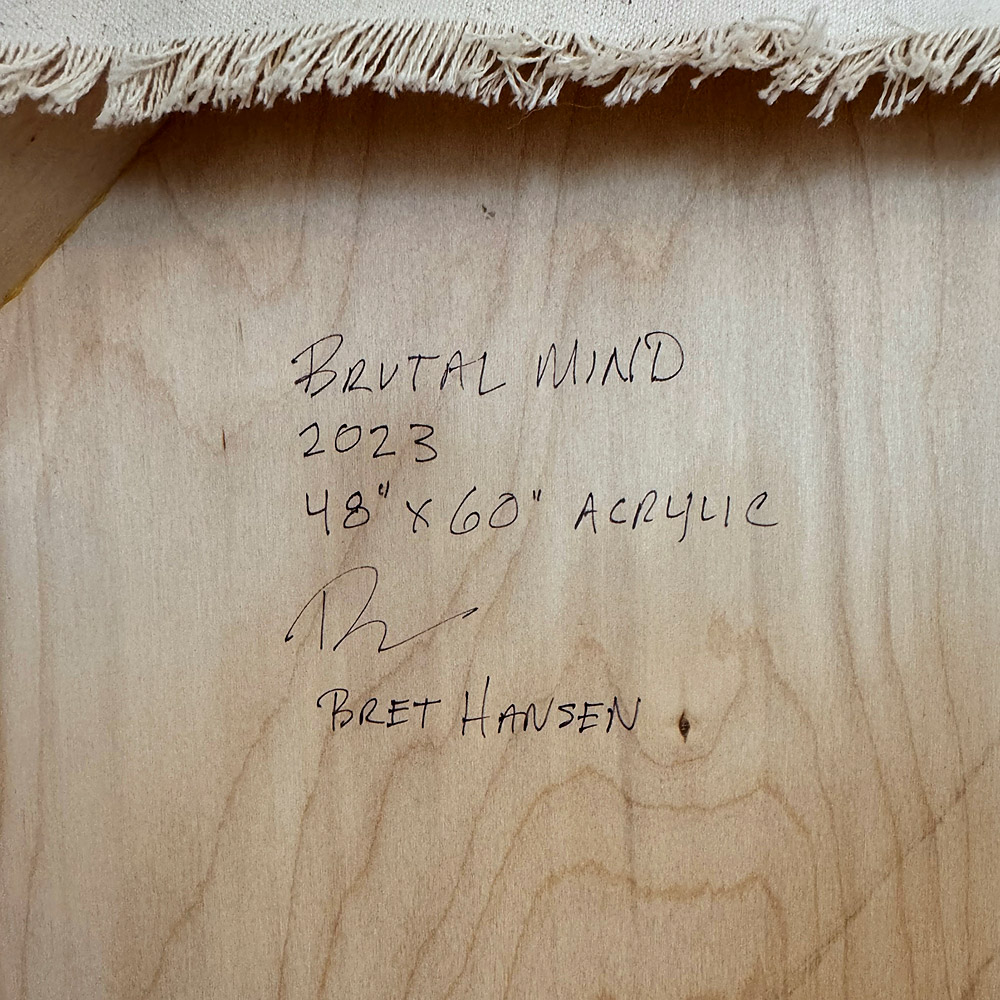 BRUTAL MIND
2023
48" X 60" ACRYLIC
BRET HANSEN